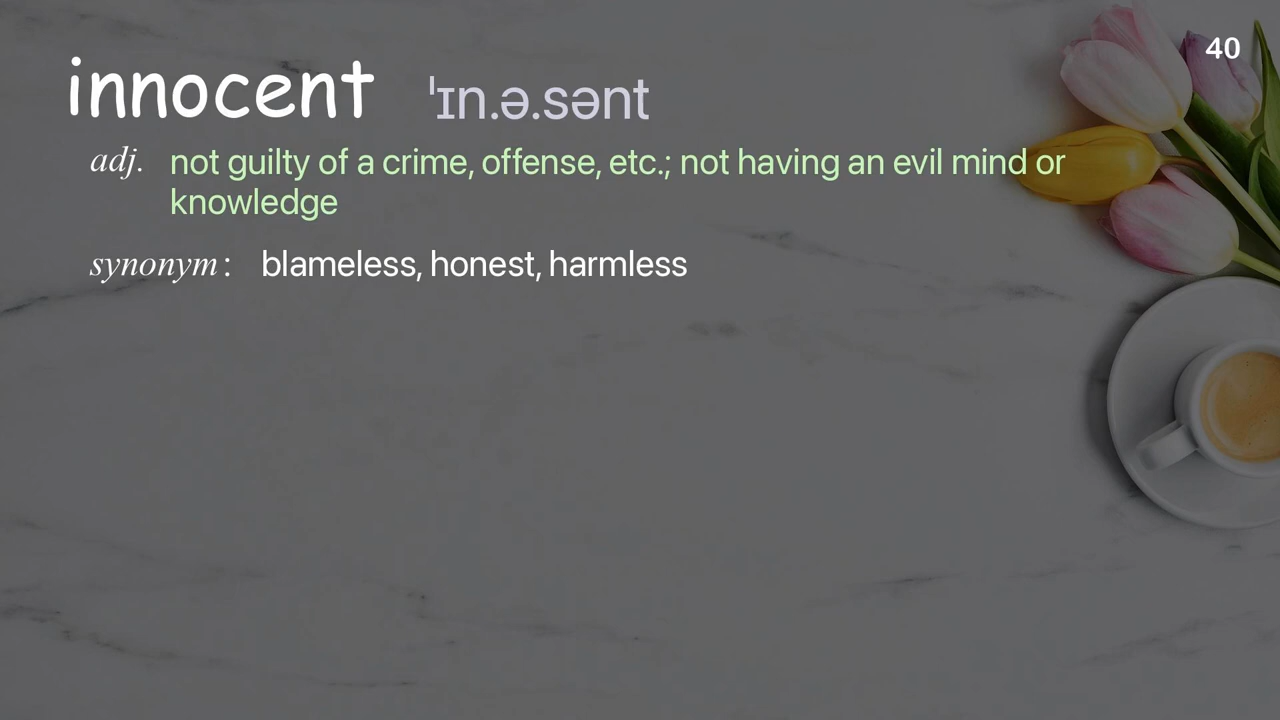 40
innocent ˈɪn.ə.sənt
adj. not guilty of a crime, offense, etc.; not having an evil mind or
knowledge
synonym : blameless, honest, harmless